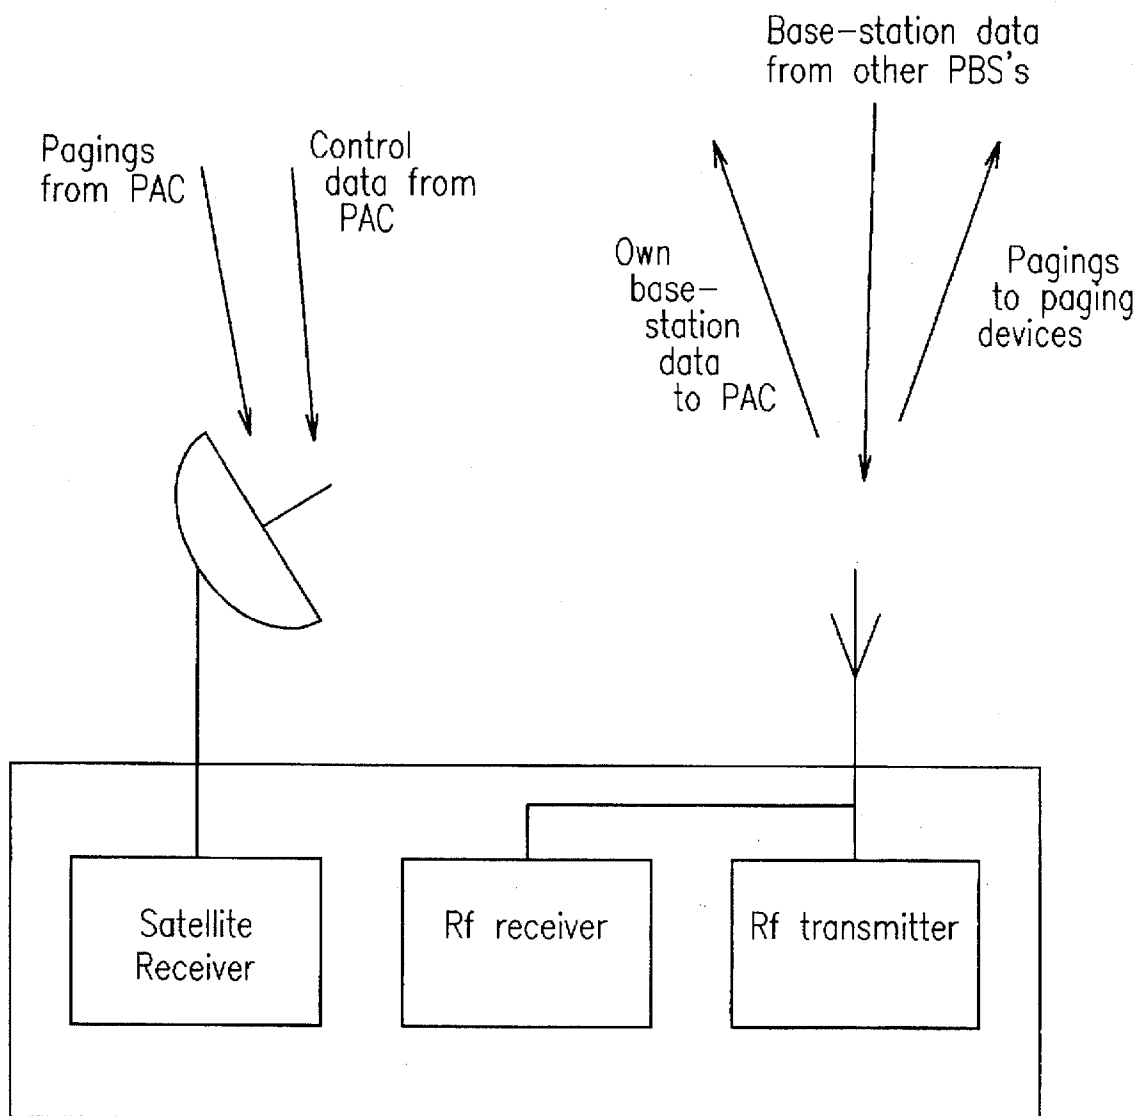 Base-station data
from other PBS's
Pagings
from PAC
Control
data from
PAC
Own
base-
station
data
to PAC
Pagings
to paging
devices
Satellite
Receiver
Rf receiver
Rf transmitter